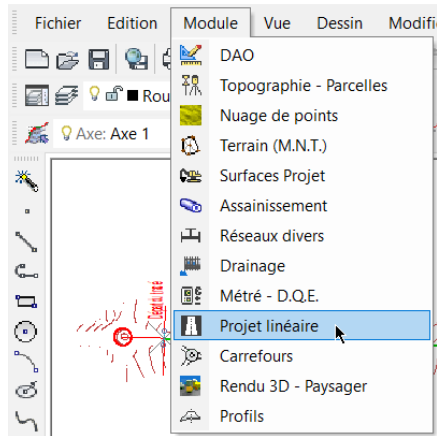 Fichier Edition Module Vue Dessin Modifi
DAO
Topographie - Parcelles
Rou
Nuage de points
Axe: Axe 1
Terrain (M.N.T.)
Surfaces Projet
Assainissement
Réseaux divers
Drainage
Métré - D.Q.E.
Projet linéaire
Carrefours
Rendu 3D - Paysager
Profils